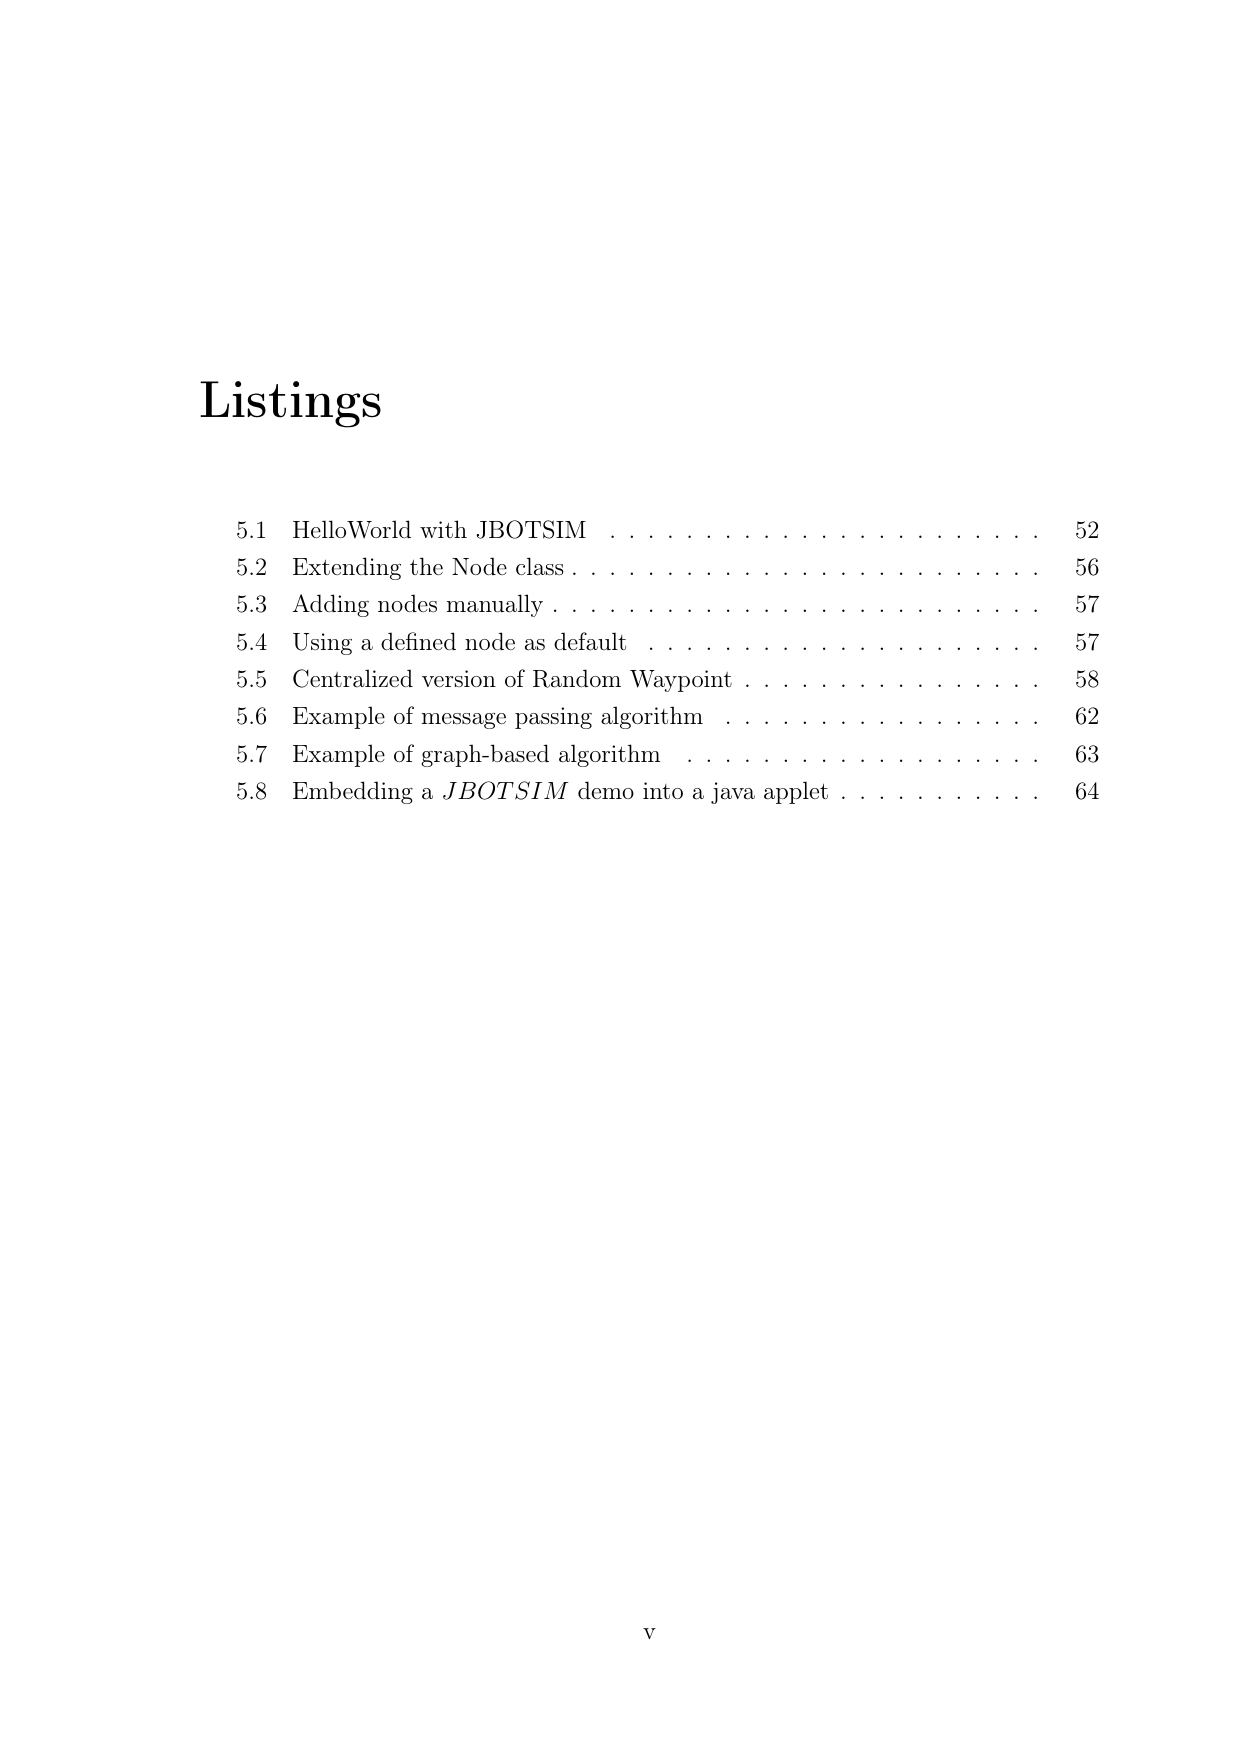 Listings
5.1 HelloWorld with JBOTSIM . . . . . . . . . . . . . . . . . . . . . . . 52
5.2 Extending the Node class . . . . . . . . . . . . . . . . . . . . . . . . . 56
5.3 Adding nodes manually . . . . . . . . . . . . . . . . . . . . . . . . . . 57
5.4 Using a defined node as default . . . . . . . . . . . . . . . . . . . . . 57
5.5 Centralized version of Random Waypoint . . . . . . . . . . . . . . . . 58
5.6 Example of message passing algorithm . . . . . . . . . . . . . . . . . 62
5.7 Example of graph-based algorithm . . . . . . . . . . . . . . . . . . . 63
5.8 Embedding a JBOTSIM demo into a java applet . . . . . . . . . . . 64
v